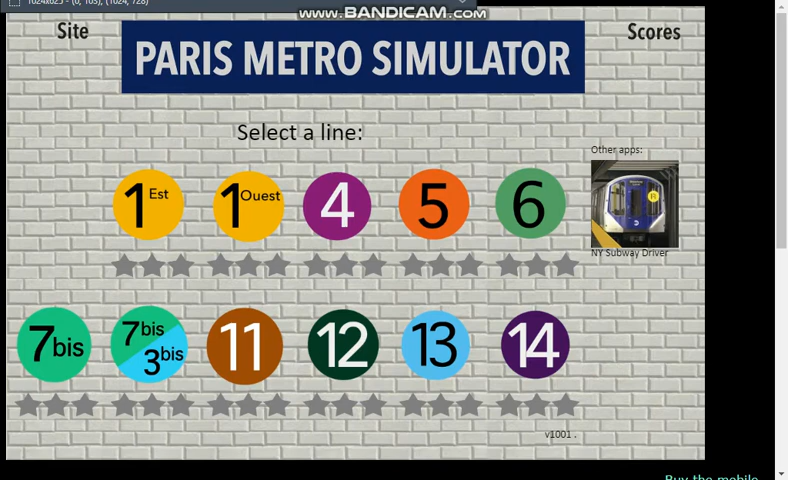 1024x625 - (0, 103), (1024, 728)
www.BANDICAM.com
Site
Scores
PARIS METRO SIMULATOR
Select a line:
Other apps:
1 Est
1 Ouest
4
5
6
NY Subway Driver
7bis
7bis
3bis
11
12
13
14
v1001 .
Buy the mobile